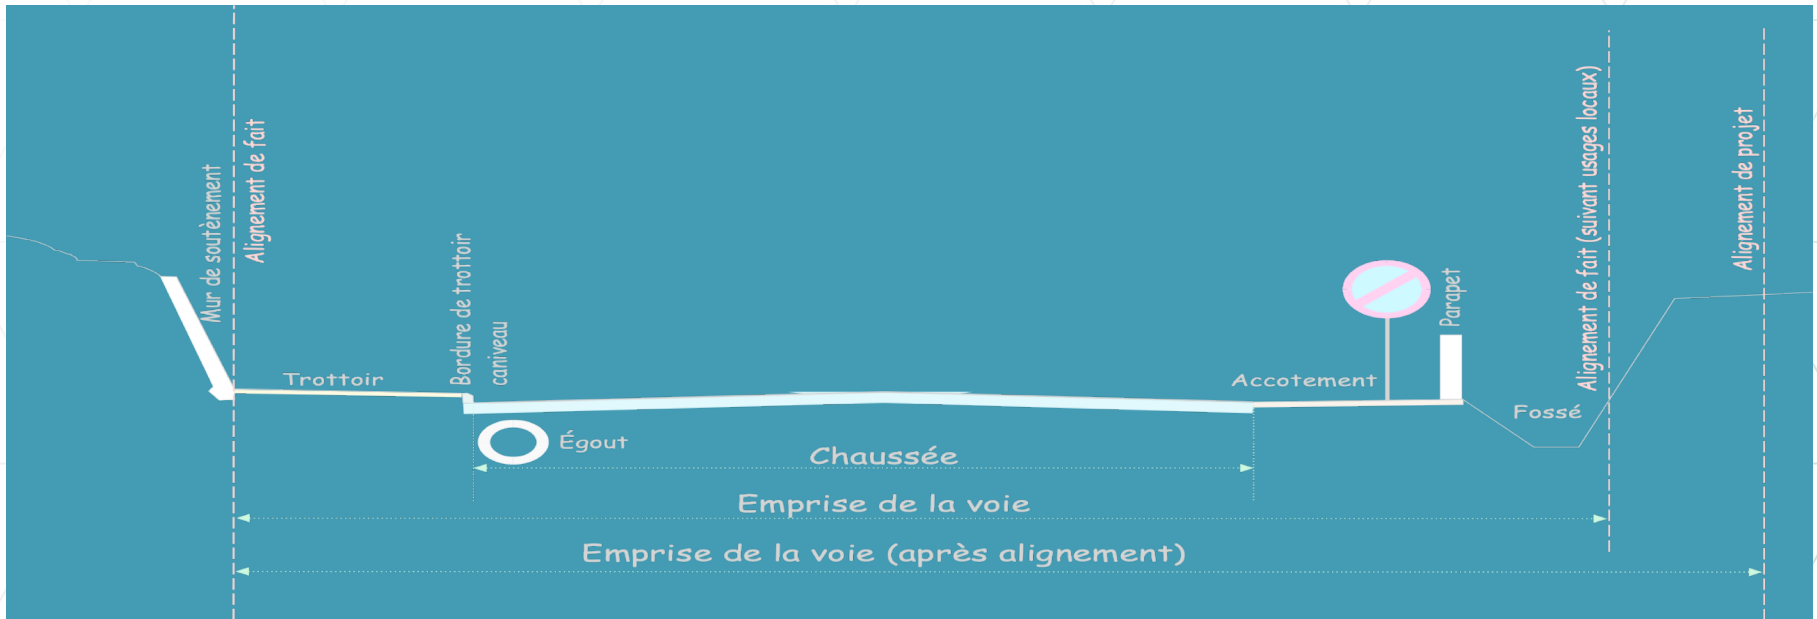 Mur de soutènement
Alignement de fait
Bordure de trottoir
caniveau
Trottoir
Égout
Chaussée
Accotement
Parapet
Fossé
Alignement de fait (suivant usages locaux)
Alignement de projet
Emprise de la voie
Emprise de la voie (après alignement)